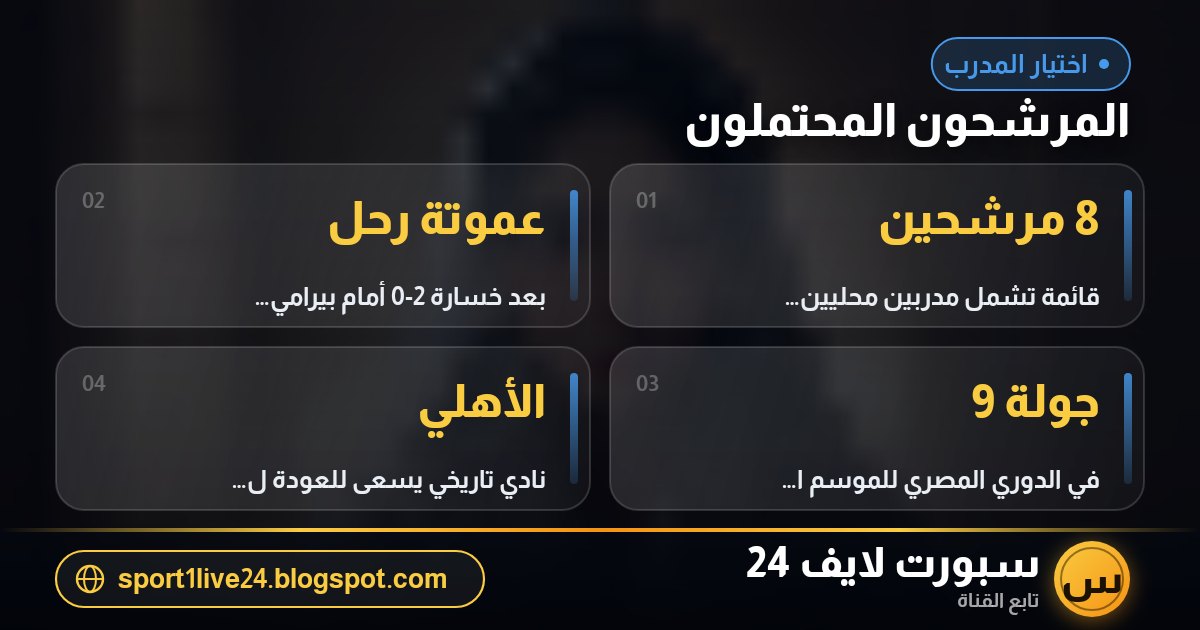 اختيار المدرب
المرشحون المحتملون
01
8 مرشحين
قائمة تشمل مدربين محليين...
02
عموتة رحل
بعد خسارة 2-0 أمام بيرامي...
03
جولة 9
في الدوري المصري للموسم ا...
04
الأهلي
نادي تاريخي يسعى للعودة ل...
س
سبورت لايف 24
تابع القناة
sport1live24.blogspot.com